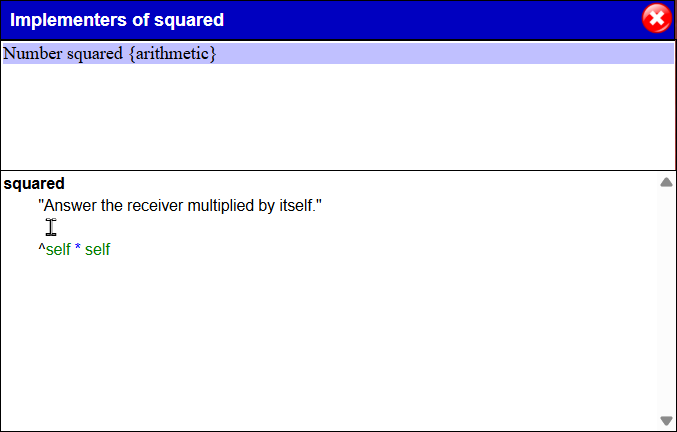 Implementers of squared
Number squared {arithmetic}
squared
"Answer the receiver multiplied by itself."
^self * self